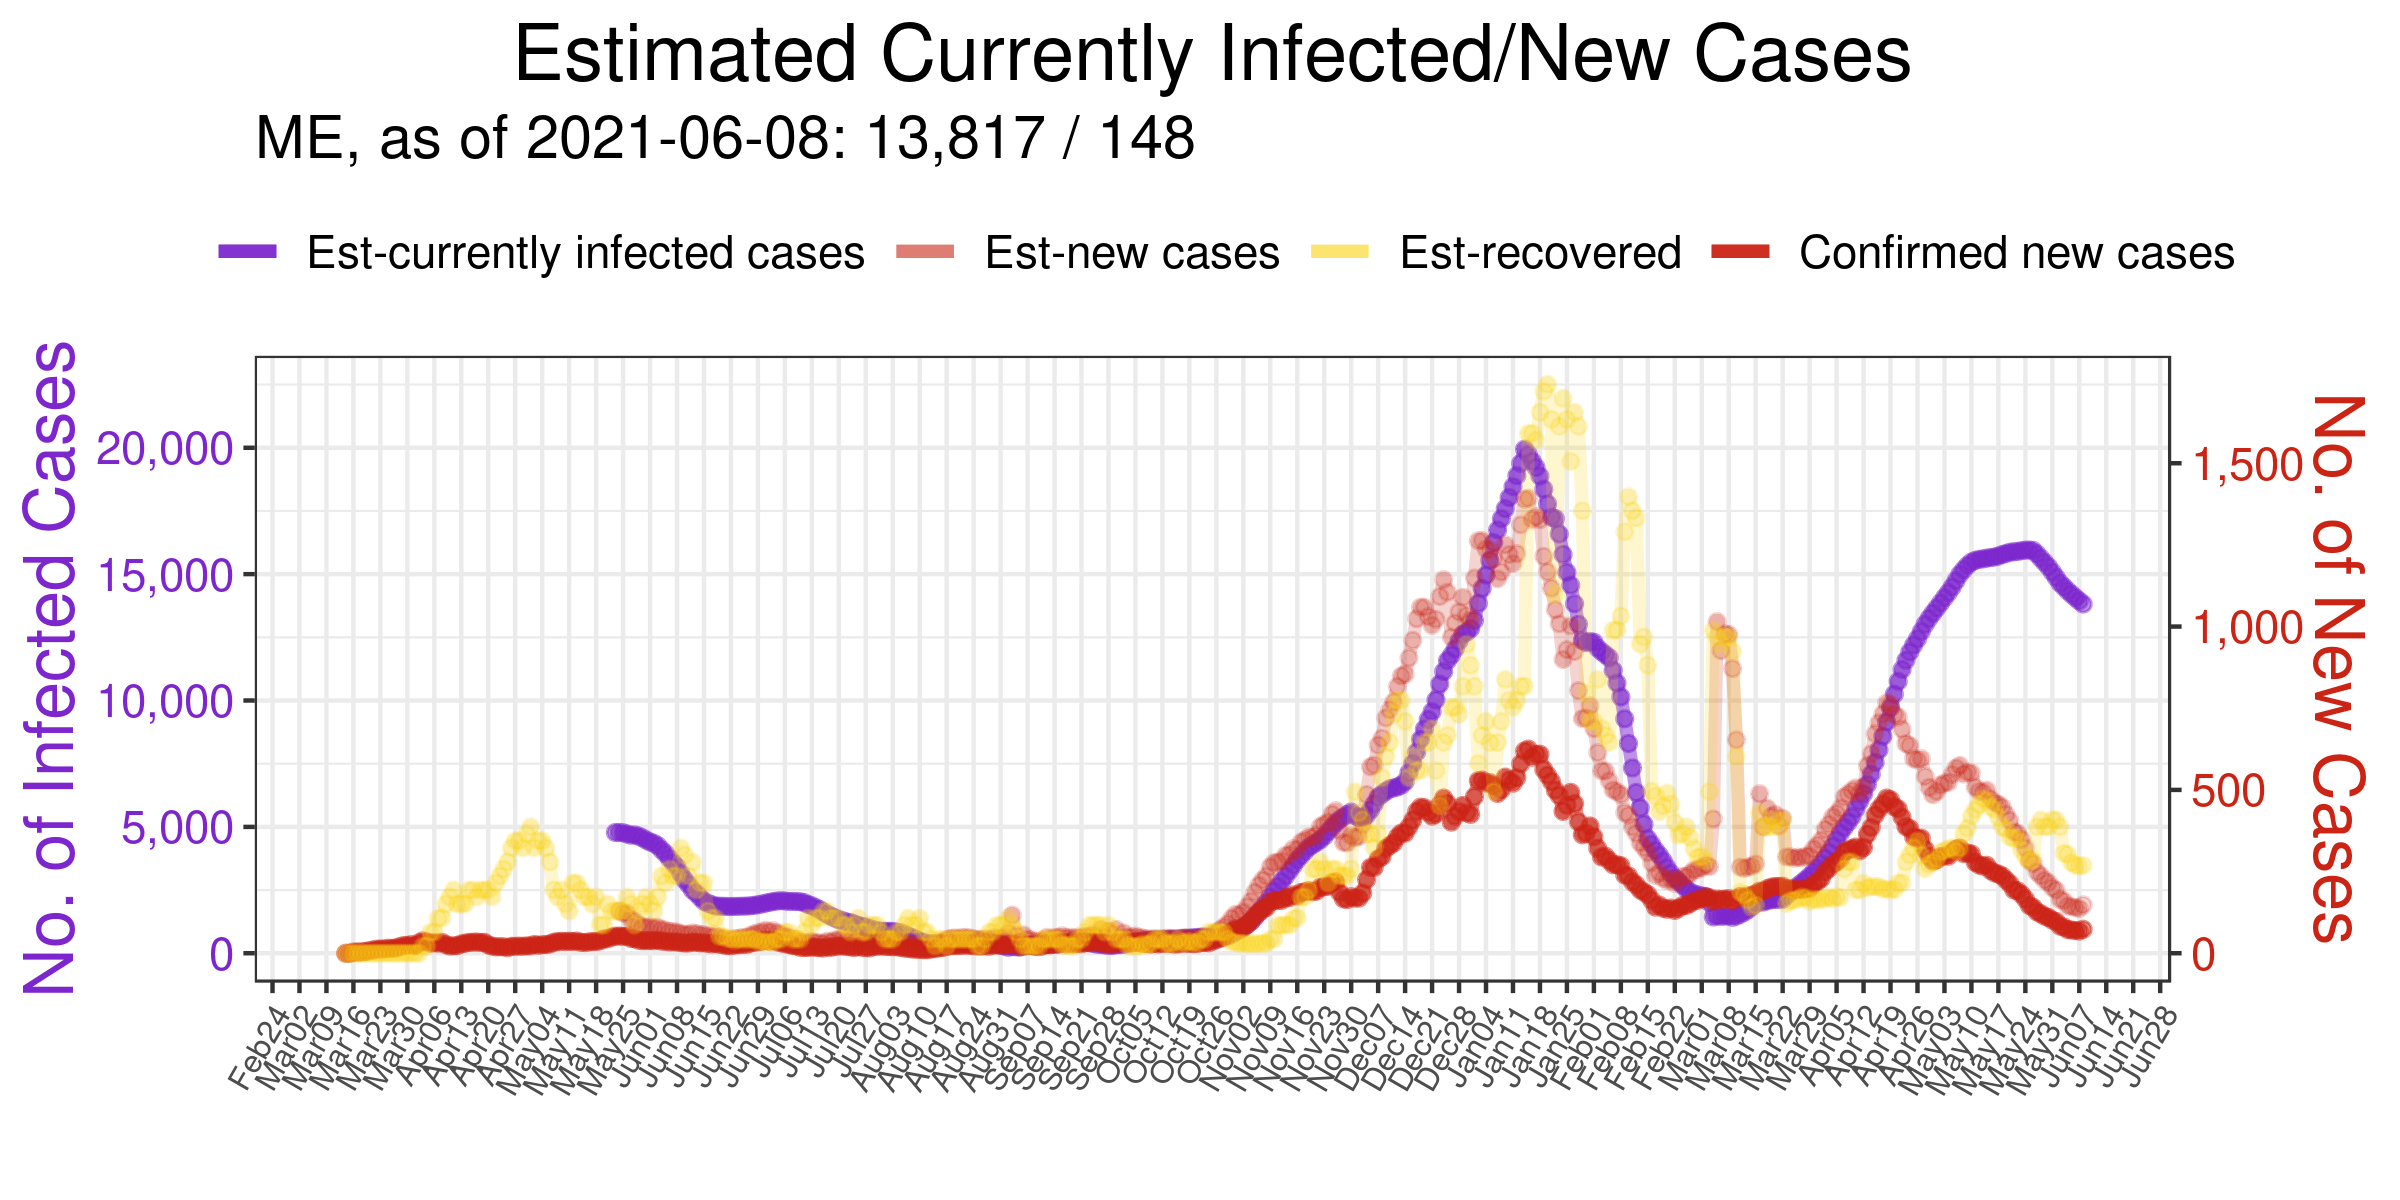 Estimated Currently Infected/New Cases
ME, as of 2021-06-08: 13,817 / 148
Est-currently infected cases Est-new cases Est-recovered Confirmed new cases
No. of Infected Cases
20,000
15,000
10,000
5,000
0
1,500
1,000
500
0
No. of New Cases
Feb24 Mar02 Mar09 Mar16 Mar23 Mar30 Apr06 Apr13 Apr20 Apr27 May04 May11 May18 May25 Jun01 Jun08 Jun15 Jun22 Jun29 Jul06 Jul13 Jul20 Jul27 Aug03 Aug10 Aug17 Aug24 Aug31 Sep07 Sep14 Sep21 Sep28 Oct05 Oct12 Oct19 Oct26 Nov02 Nov09 Nov16 Nov23 Nov30 Dec07 Dec14 Dec21 Dec28 Jan04 Jan11 Jan18 Jan25 Feb01 Feb08 Feb15 Feb22 Mar01 Mar08 Mar15 Mar22 Mar29 Apr05 Apr12 Apr19 Apr26 May03 May10 May17 May24 May31 Jun07 Jun14 Jun21 Jun28